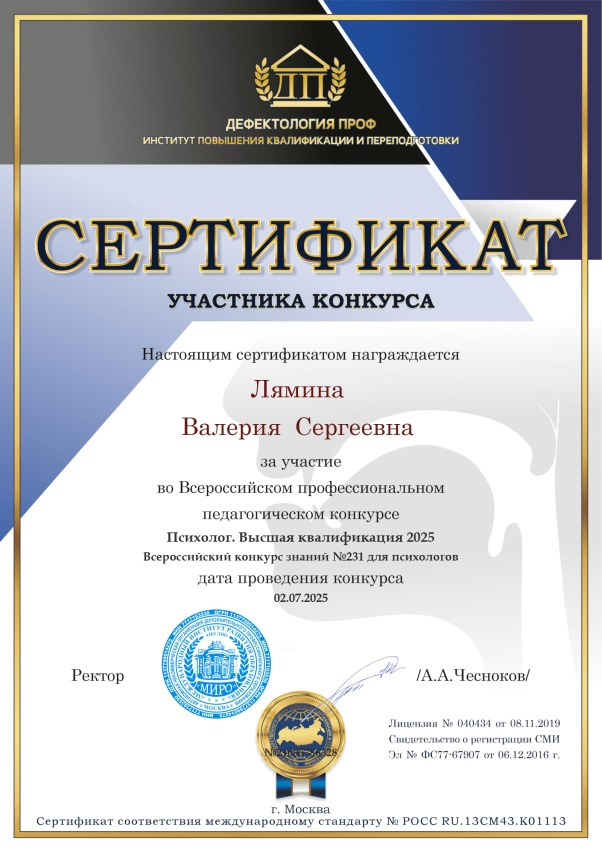 ДП
ДЕФЕКТОЛОГИЯ ПРОФ
ИНСТИТУТ ПОВЫШЕНИЯ КВАЛИФИКАЦИИ И ПЕРЕПОДГОТОВКИ
СЕРТИФИКАТ
УЧАСТНИКА КОНКУРСА
Настоящим сертификатом награждается
Лямина
Валерия Сергеевна
за участие
во Всероссийском профессиональном
педагогическом конкурсе
Психолог. Высшая квалификация 2025
Всероссийский конкурс знаний №231 для психологов
дата проведения конкурса
02.07.2025
Ректор
МИРО
МОСКВА
/А.А.Чесноков/
Лицензия № 040434 от 08.11.2019
Свидетельство о регистрации СМИ
Эл № ФС77-67907 от 06.12.2016 г.
г. Москва
Сертификат соответствия международному стандарту № РОСС RU.13СМ43.К01113